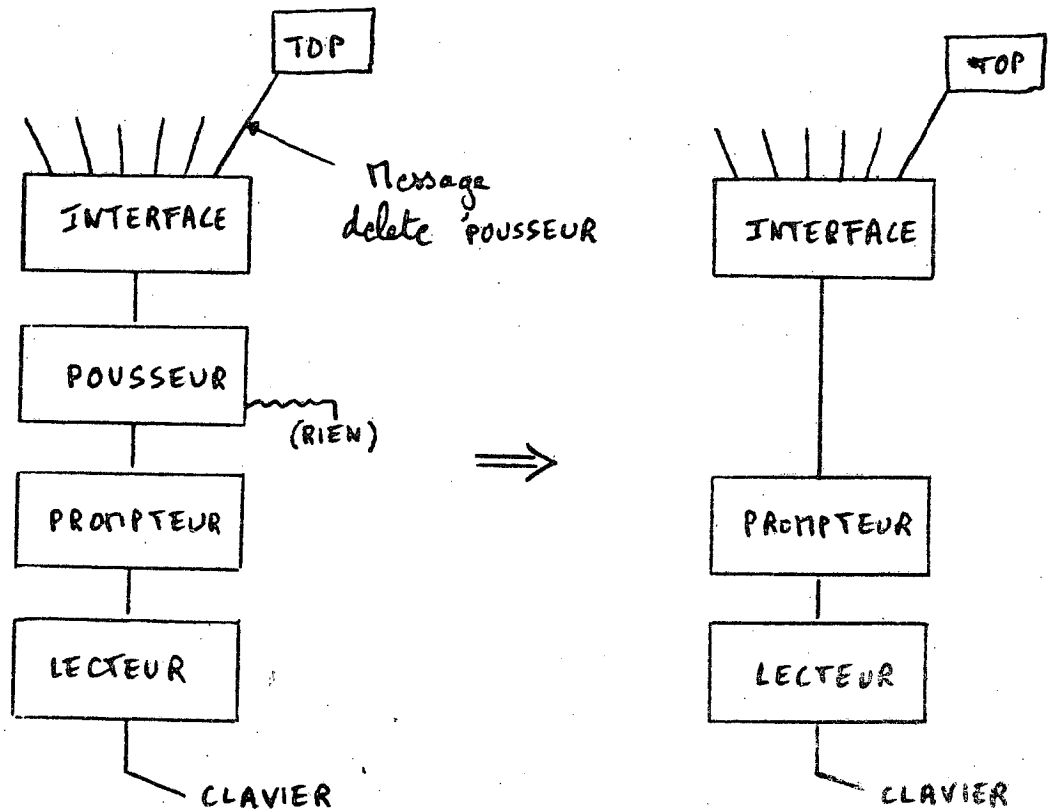 TOP
Message
delete 'POUSSEUR
INTERFACE
POUSSEUR
(RIEN)
PROMPTEUR
LECTEUR
CLAVIER
TOP
INTERFACE
PROMPTEUR
LECTEUR
CLAVIER